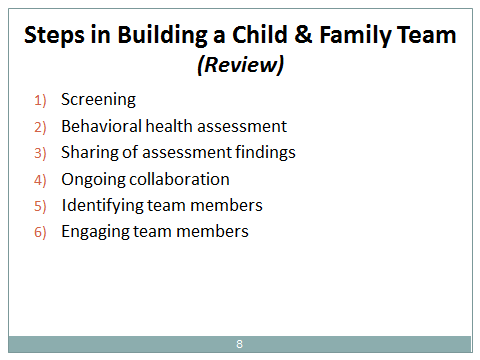 Steps in Building a Child & Family Team
(Review)
1) Screening
2) Behavioral health assessment
3) Sharing of assessment findings
4) Ongoing collaboration
5) Identifying team members
6) Engaging team members
8